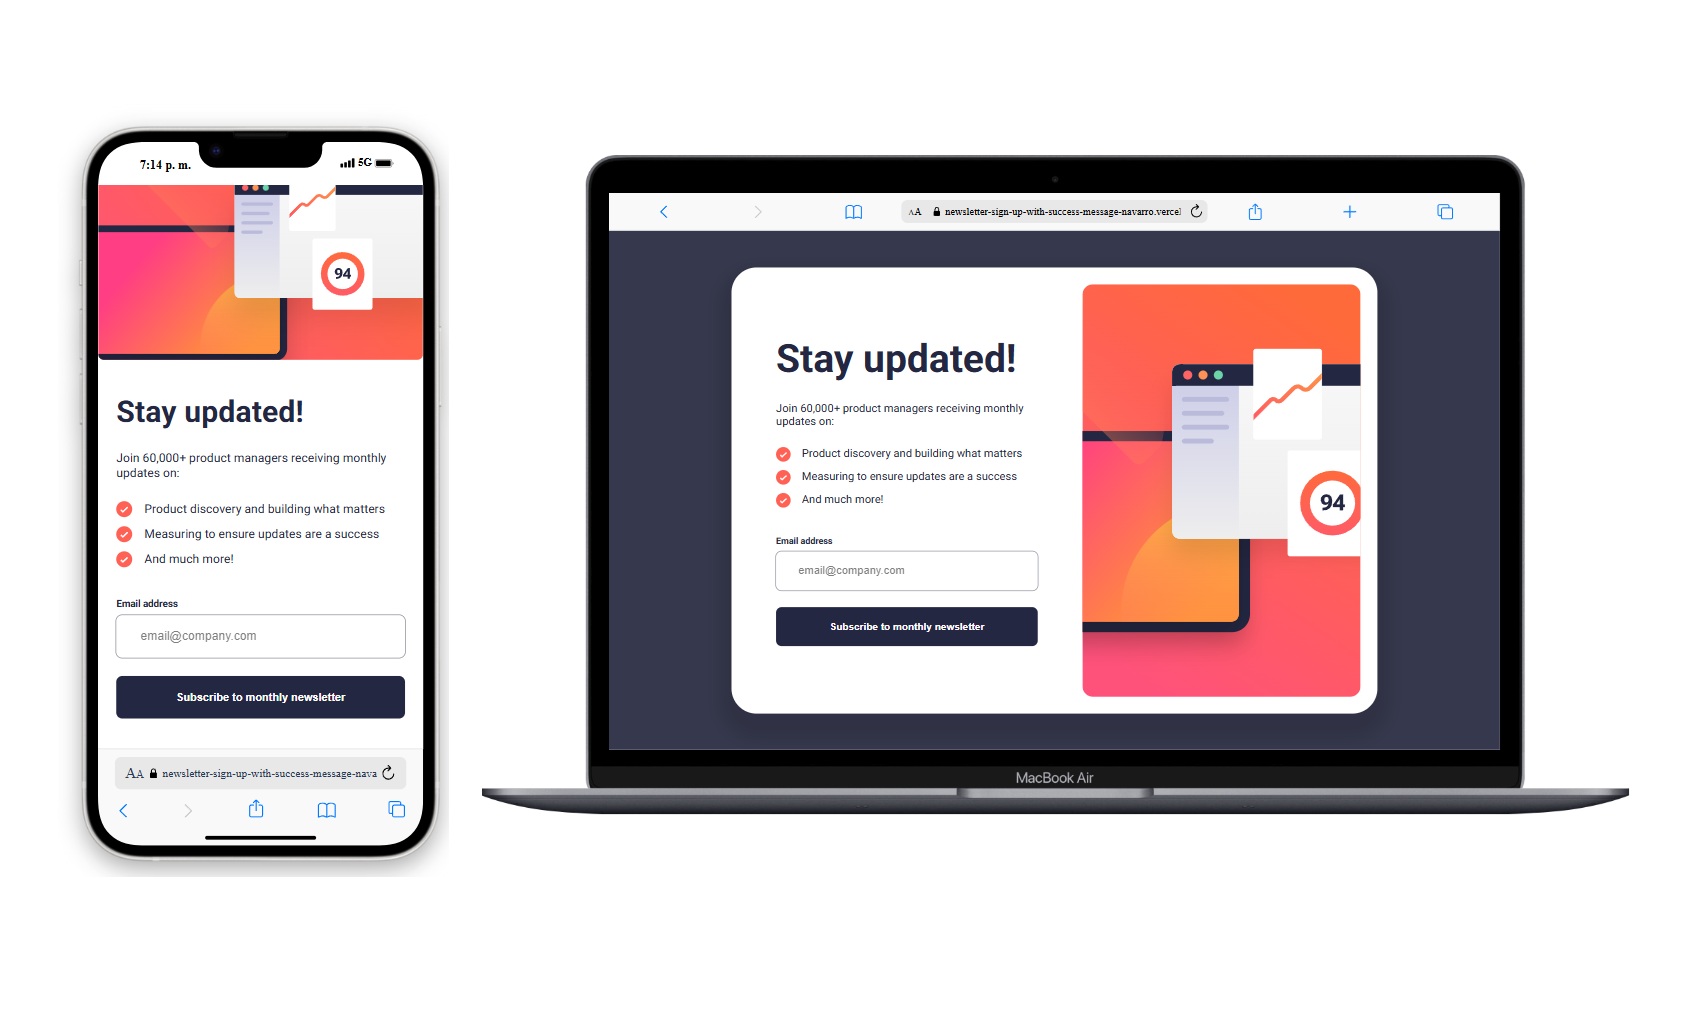 7:14 p. m.
5G
94
Stay updated!
Join 60,000+ product managers receiving monthly
updates on:
Product discovery and building what matters
Measuring to ensure updates are a success
And much more!
Email address
email@company.com
Subscribe to monthly newsletter
AA newsletter-sign-up-with-success-message-nava
AA newsletter-sign-up-with-success-message-navarro.vercel
Stay updated!
Join 60,000+ product managers receiving monthly
updates on:
Product discovery and building what matters
Measuring to ensure updates are a success
And much more!
Email address
email@company.com
Subscribe to monthly newsletter
94
MacBook Air